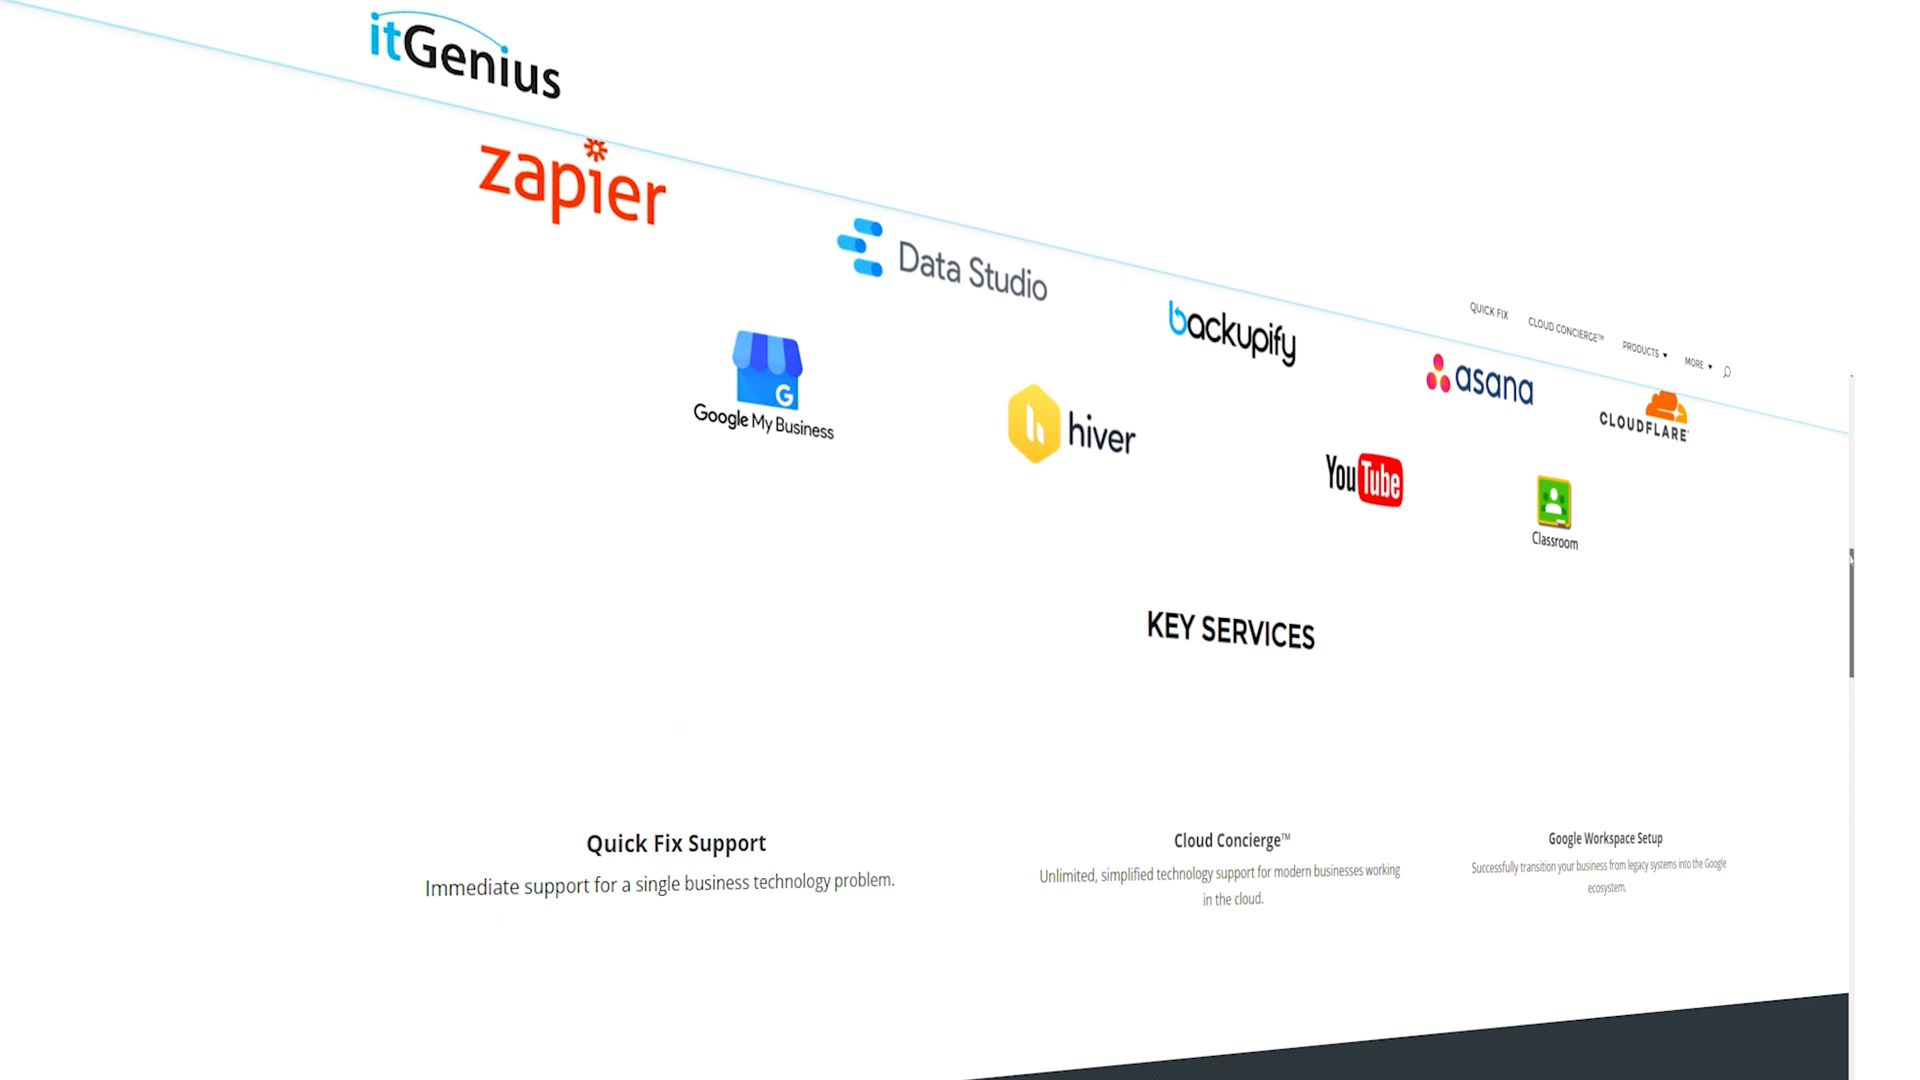 itGenius
QUICK FIX
CLOUD CONCIERGE™
PRODUCTS
MORE
zapier
Data Studio
backupify
asana
CLOUDFLARE
G
Google My Business
hiver
YouTube
Classroom
KEY SERVICES
Quick Fix Support
Immediate support for a single business technology problem.
Cloud Concierge™
Unlimited, simplified technology support for modern businesses working
in the cloud.
Google Workspace Setup
Successfully transition your business from legacy systems into the Google
ecosystem.